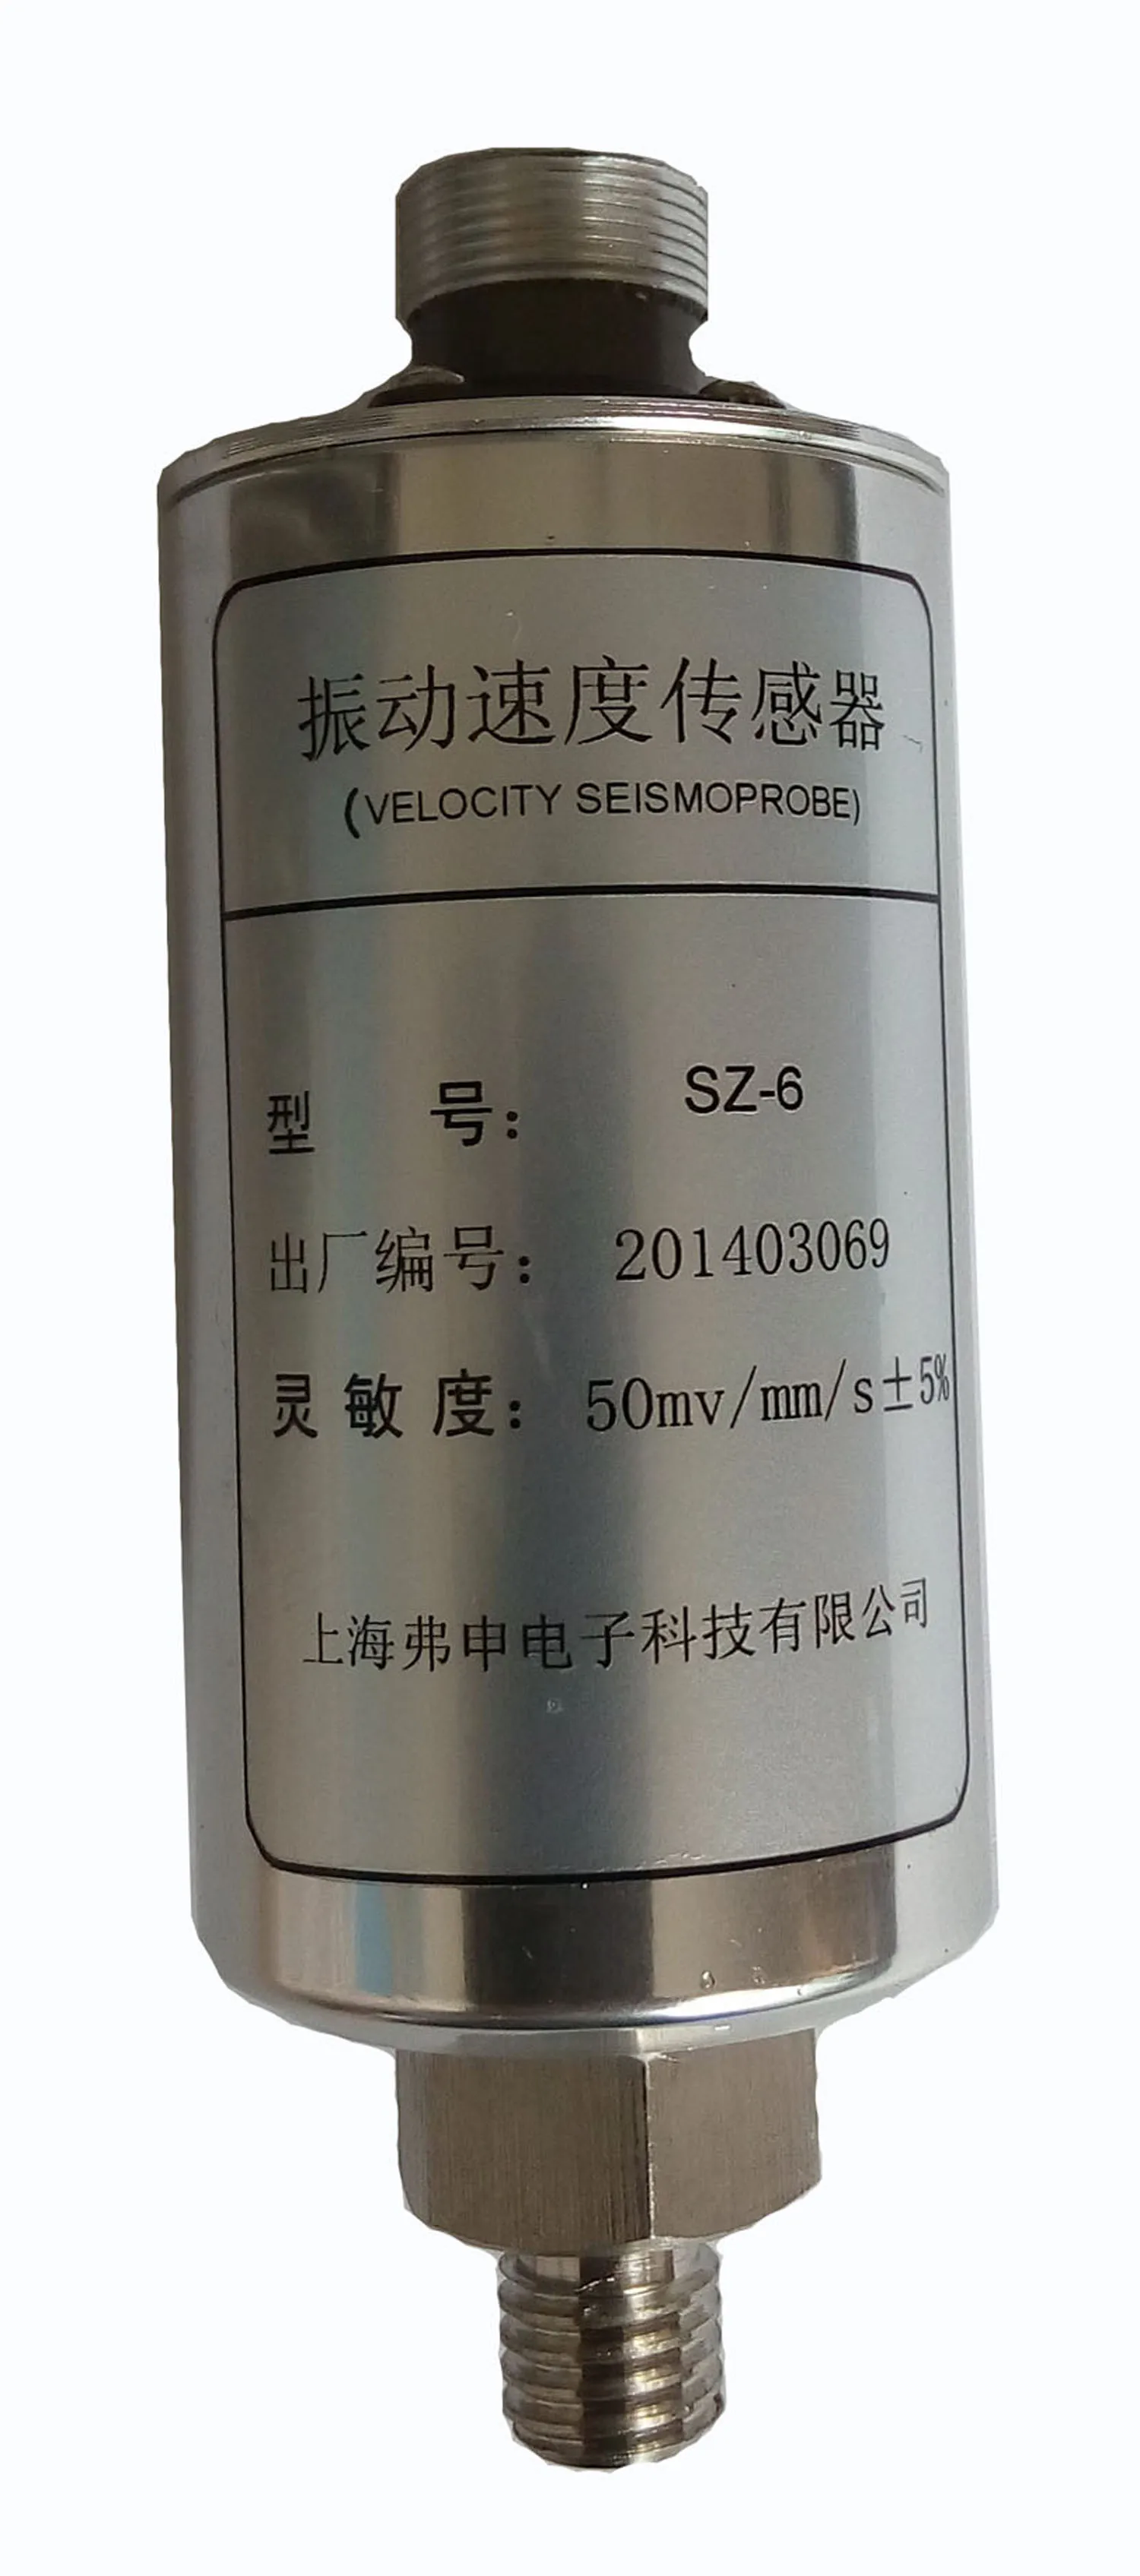 振动速度传感器
(VELOCITY SEISMOPROBE)
型 号: SZ-6
出厂编号: 201403069
灵敏度: 50mv/mm/s±5%
上海弗申电子科技有限公司